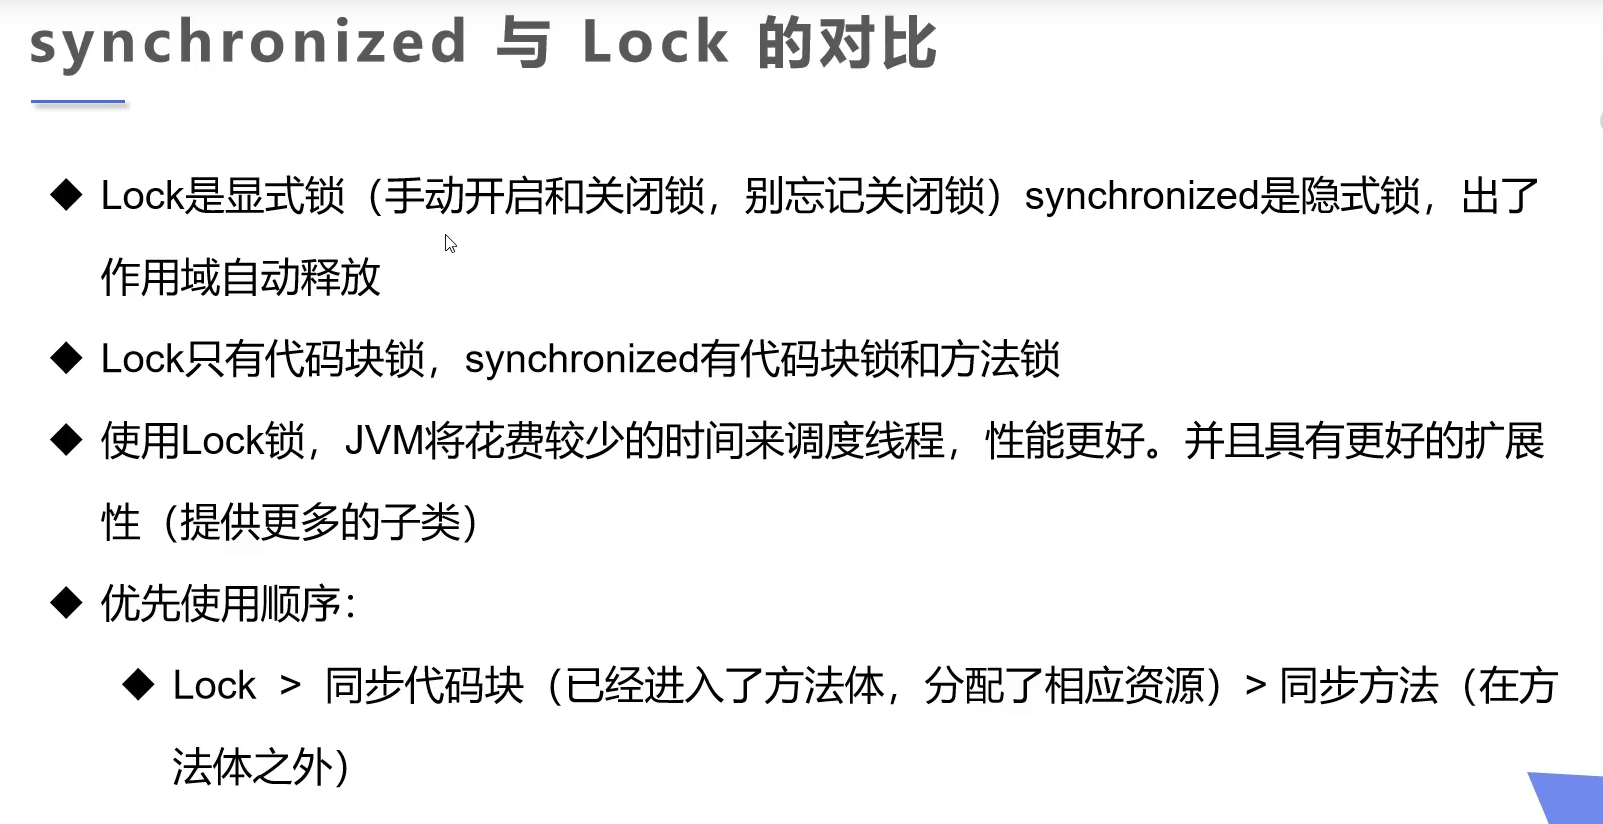 synchronized 与 Lock 的对比
◆ Lock是显式锁（手动开启和关闭锁，别忘记关闭锁）synchronized是隐式锁，出了
作用域自动释放
◆ Lock只有代码块锁，synchronized有代码块锁和方法锁
◆ 使用Lock锁，JVM将花费较少的时间来调度线程，性能更好。并且具有更好的扩展
性（提供更多的子类）
◆ 优先使用顺序：
◆ Lock > 同步代码块（已经进入了方法体，分配了相应资源）> 同步方法（在方
法体之外）